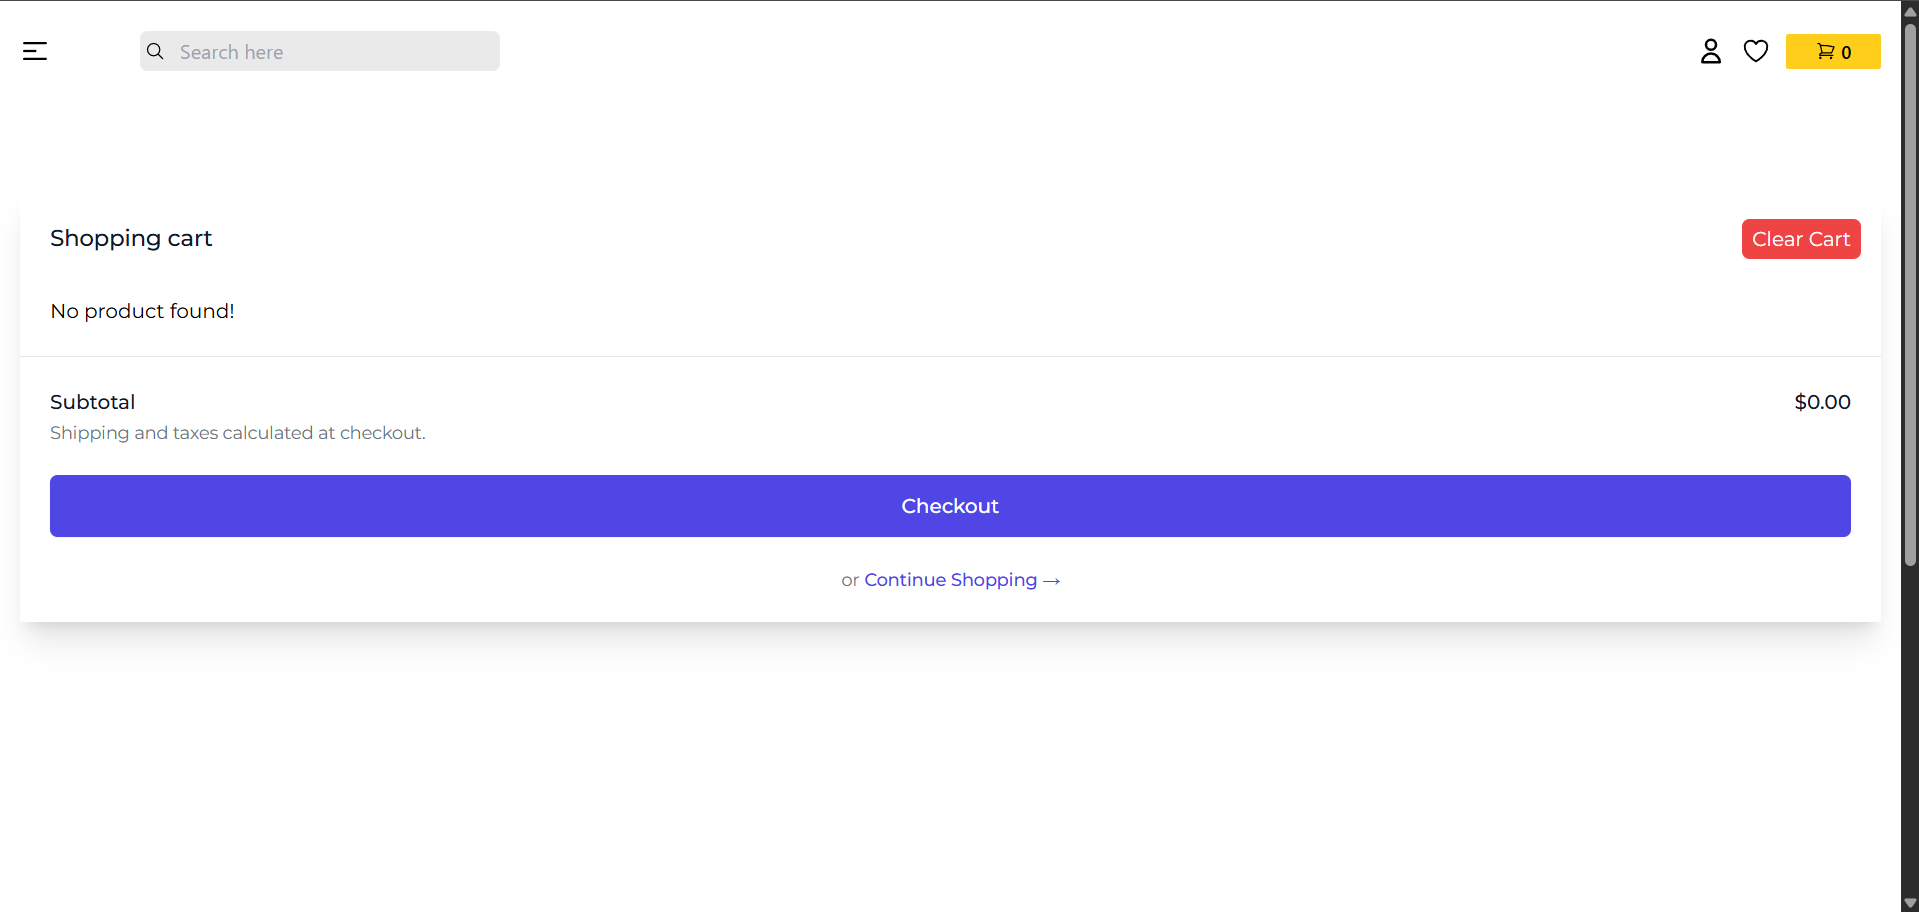 Search here
0
Shopping cart
Clear Cart
No product found!
Subtotal
$0.00
Shipping and taxes calculated at checkout.
Checkout
or Continue Shopping →